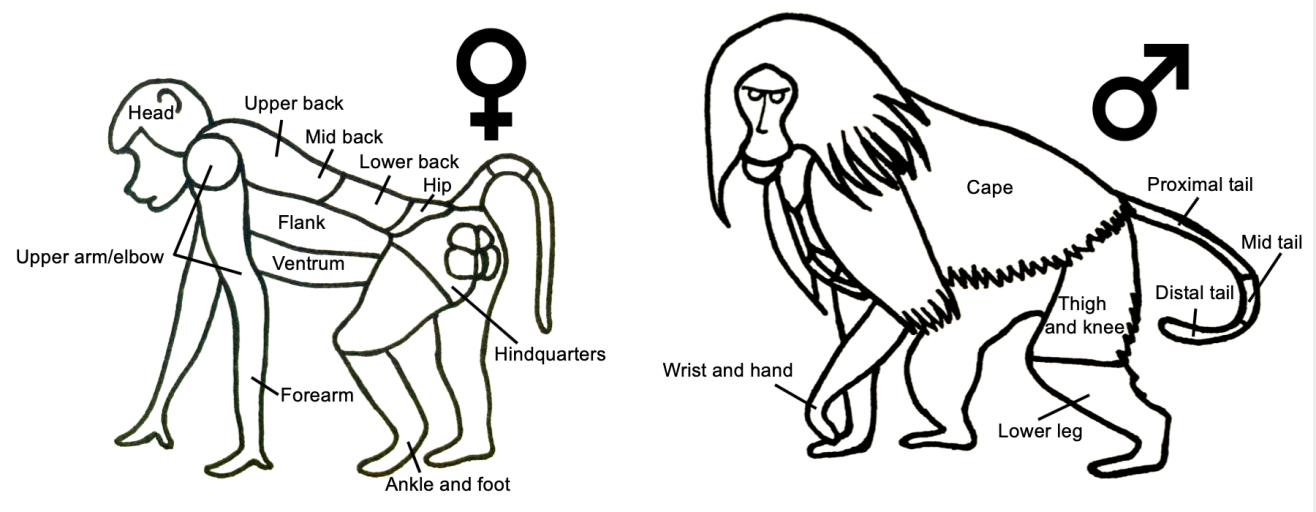 Head
Upper back
Mid back
Lower back
Hip
Flank
Ventrum
Upper arm/elbow
Hindquarters
Forearm
Ankle and foot
Cape
Proximal tail
Mid tail
Distal tail
Thigh
and knee
Wrist and hand
Lower leg